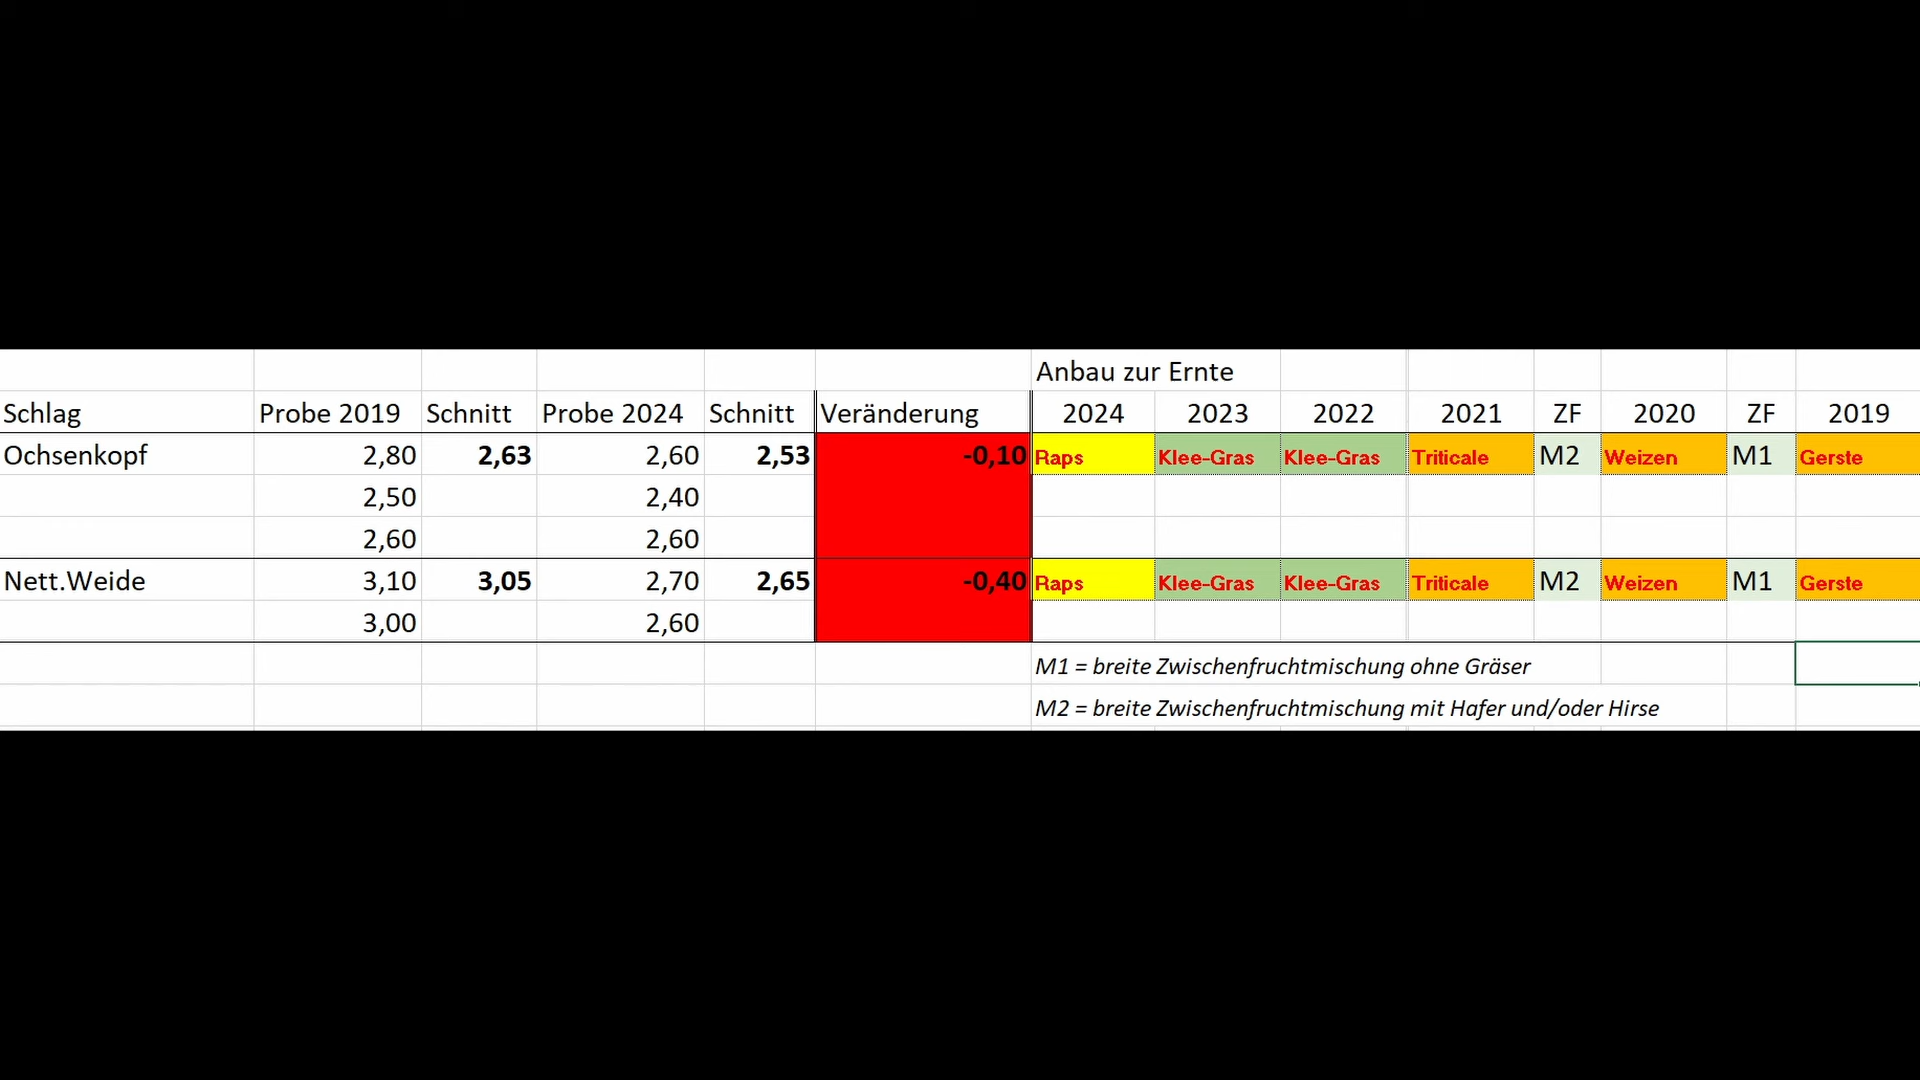 Anbau zur Ernte
Schlag Probe 2019 Schnitt Probe 2024 Schnitt Veränderung 2024 2023 2022 2021 ZF 2020 ZF 2019
Ochsenkopf 2,80 2,63 2,60 2,53 -0,10 Raps Klee-Gras Klee-Gras Triticale M2 Weizen M1 Gerste
2,50 2,40
2,60 2,60
Nett.Weide 3,10 3,05 2,70 2,65 -0,40 Raps Klee-Gras Klee-Gras Triticale M2 Weizen M1 Gerste
3,00 2,60
M1 = breite Zwischenfruchtmischung ohne Gräser
M2 = breite Zwischenfruchtmischung mit Hafer und/oder Hirse